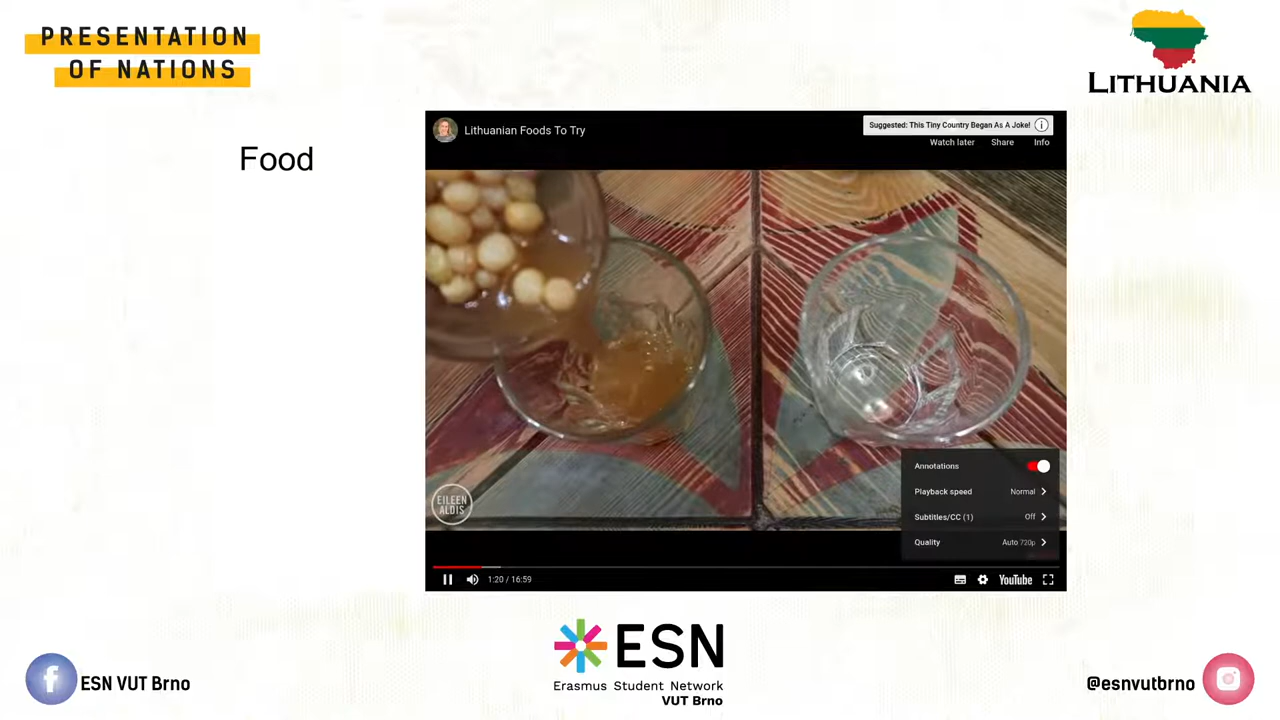 PRESENTATION
OF NATIONS
LITHUANIA
Food
Lithuanian Foods To Try
Suggested: This Tiny Country Began As A Joke!
Watch later
Share
Info
EILEEN
ALDIS
Annotations
Playback speed
Normal
Subtitles/CC (1)
Off
Quality
Auto 720p
1:20 / 16:59
YouTube
ESN
Erasmus Student Network
VUT Brno
ESN VUT Brno
@esnvutbrno